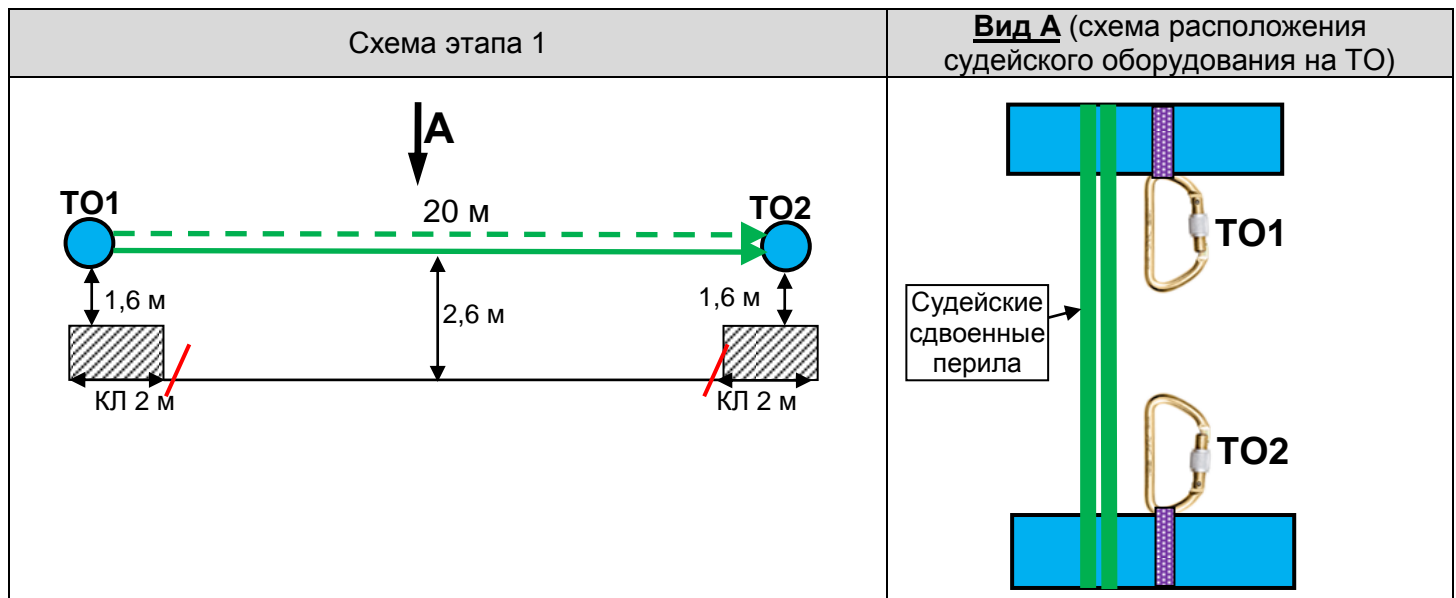 Схема этапа 1
Вид А (схема расположения
судейского оборудования на ТО)
А
ТО1
20 м
ТО2
1,6 м
2,6 м
1,6 м
КЛ 2 м
КЛ 2 м
ТО1
Судейские
сдвоенные
перила
ТО2